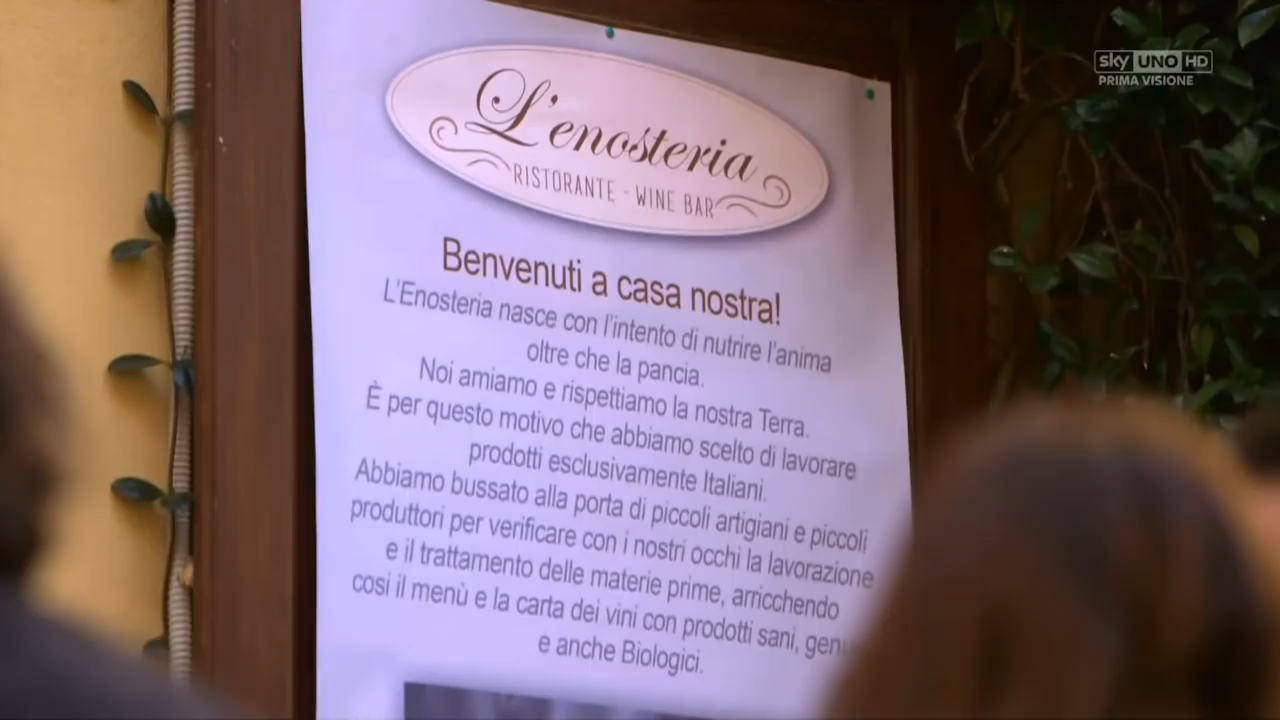 sky UNO HD
PRIMA VISIONE
L'enosteria
RISTORANTE - WINE BAR
Benvenuti a casa nostra!
L'Enosteria nasce con l'intento di nutrire l'anima
oltre che la pancia.
Noi amiamo e rispettiamo la nostra Terra.
È per questo motivo che abbiamo scelto di lavorare
prodotti esclusivamente Italiani.
Abbiamo bussato alla porta di piccoli artigiani e piccoli
produttori per verificare con i nostri occhi la lavorazione
e il trattamento delle materie prime, arricchendo
cosi il menù e la carta dei vini con prodotti sani,
e anche Biologici.